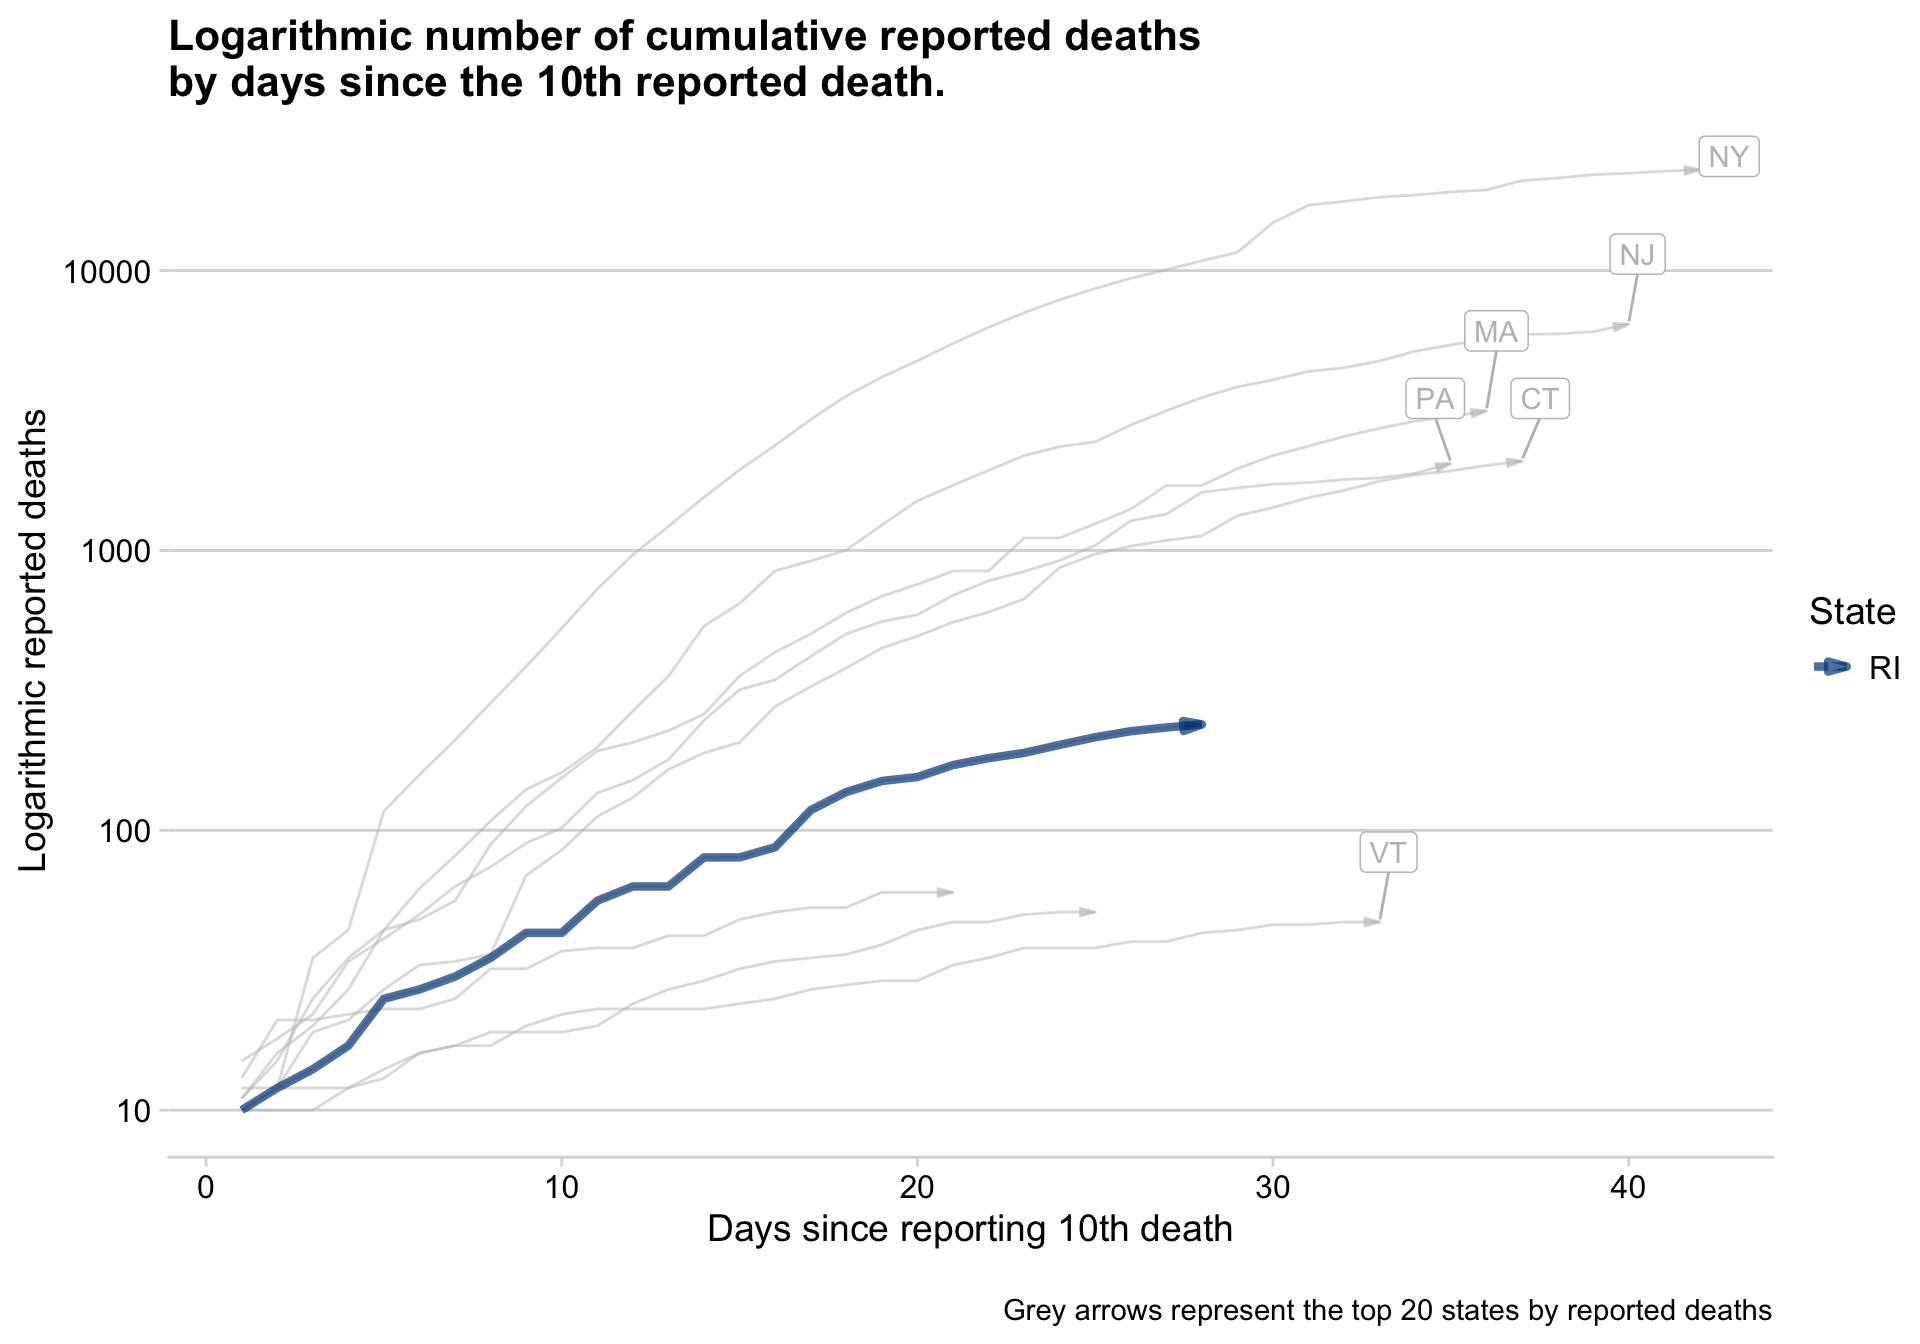 Logarithmic number of cumulative reported deaths
by days since the 10th reported death.
NY
NJ
MA
PA
CT
VT
10000
1000
100
10
Logarithmic reported deaths
0
10
20
30
40
Days since reporting 10th death
State
RI
Grey arrows represent the top 20 states by reported deaths